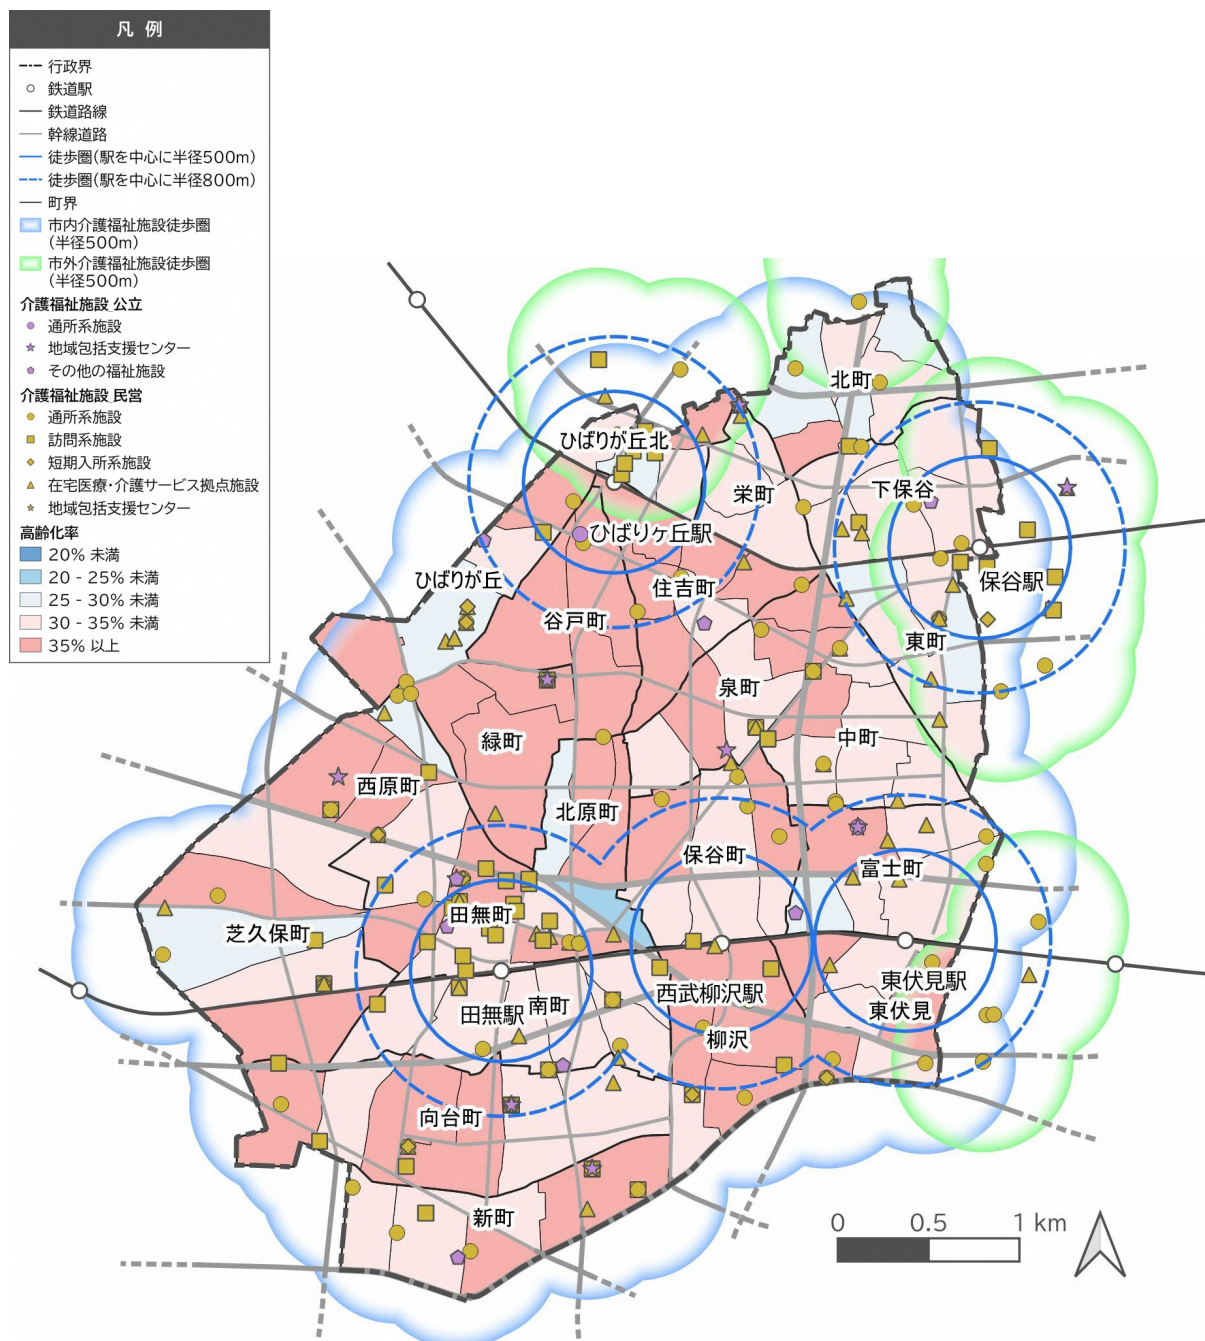 凡 例
行政界
鉄道駅
鉄道路線
幹線道路
徒歩圏(駅を中心に半径500m)
徒歩圏(駅を中心に半径800m)
町界
市内介護福祉施設徒歩圏
(半径500m)
市外介護福祉施設徒歩圏
(半径500m)
介護福祉施設_公立
通所系施設
地域包括支援センター
その他の福祉施設
介護福祉施設_民営
通所系施設
訪問系施設
短期入所系施設
在宅医療・介護サービス拠点施設
地域包括支援センター
高齢化率
20% 未満
20 - 25% 未満
25 - 30% 未満
30 - 35% 未満
35% 以上
北町
ひばりが丘北
栄町
下保谷
ひばりヶ丘駅
ひばりが丘
住吉町
保谷駅
谷戸町
東町
泉町
緑町
中町
西原町
北原町
保谷町
富士町
田無町
芝久保町
東伏見駅
西武柳沢駅
田無駅
南町
東伏見
柳沢
向台町
新町
0 0.5 1 km